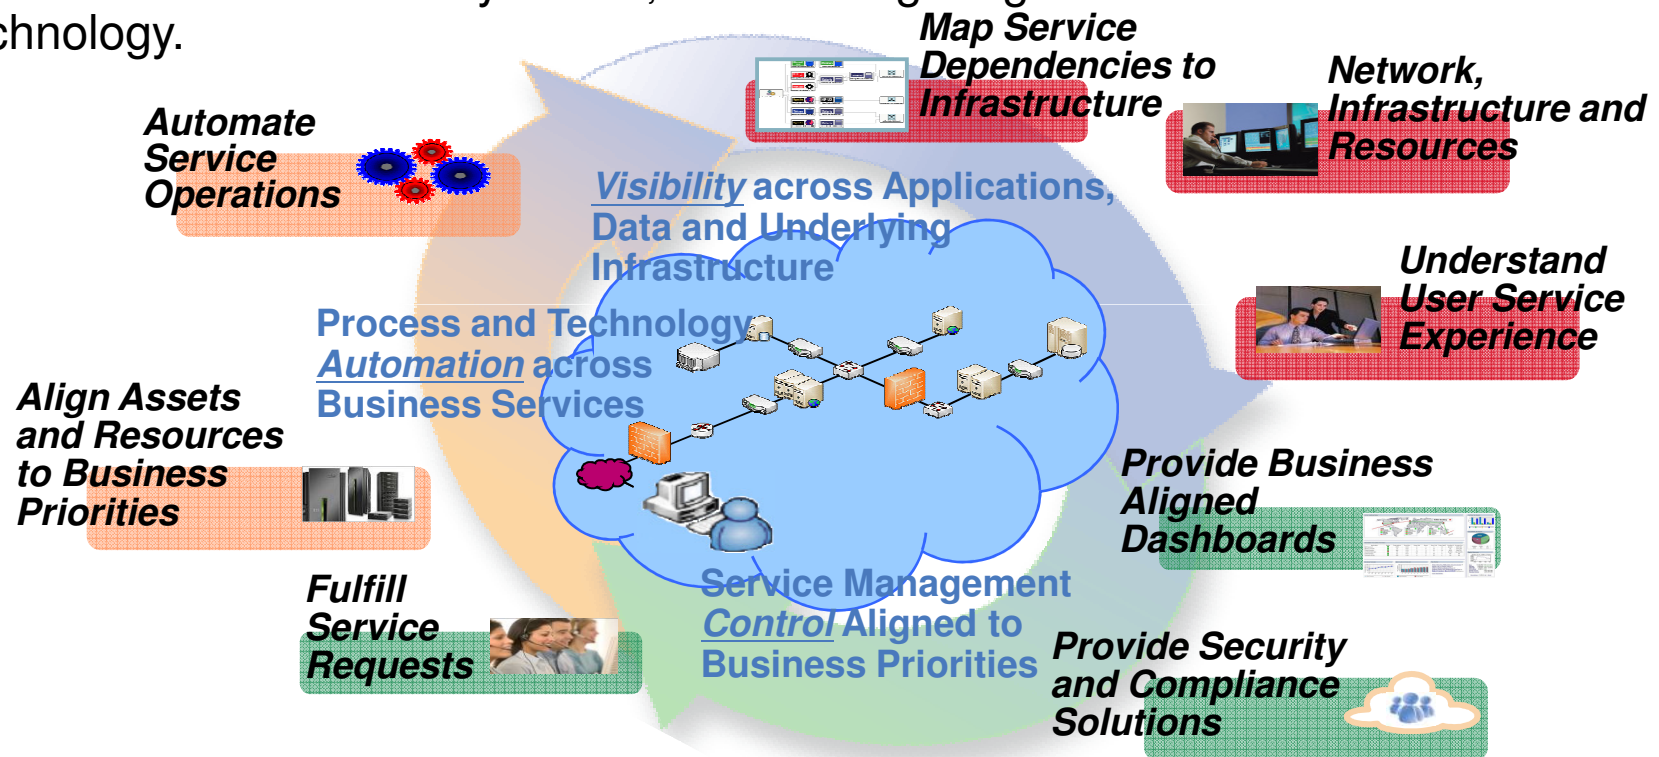 chnology.
Map Service
Dependencies to
Infrastructure
Network,
Infrastructure and
Resources
Automate
Service
Operations
Visibility across Applications,
Data and Underlying
Infrastructure
Understand
User Service
Experience
Process and Technology
Automation across
Business Services
Align Assets
and Resources
to Business
Priorities
Provide Business
Aligned
Dashboards
Fulfill
Service
Requests
Service Management
Control Aligned to
Business Priorities
Provide Security
and Compliance
Solutions